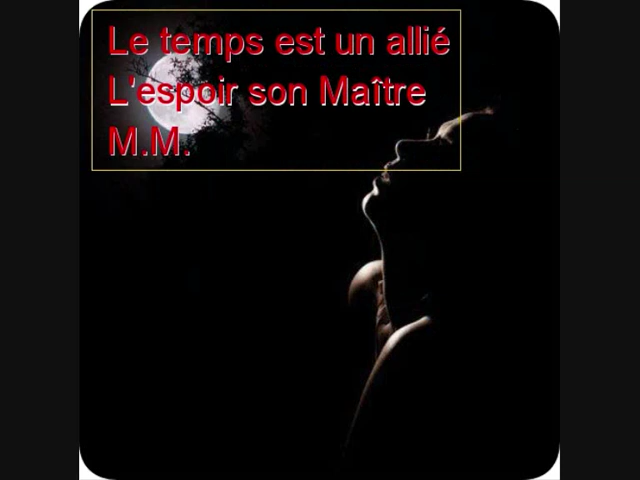 Le temps est un allié
L'espoir son Maître
M.M.